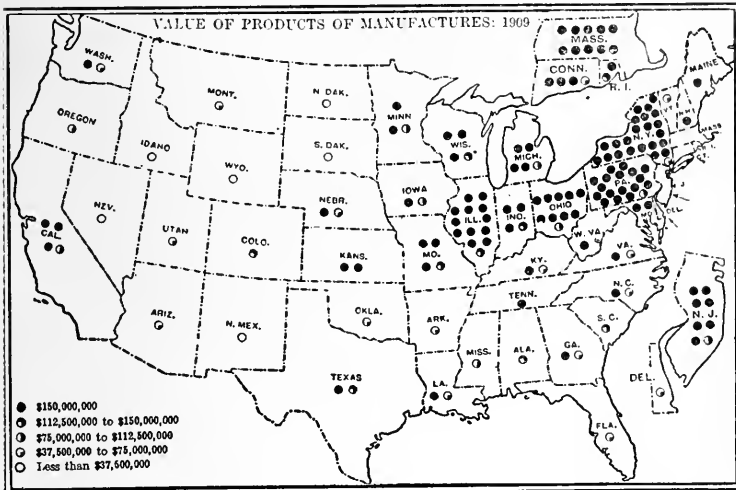 VALUE OF PRODUCTS OF MANUFACTURES: 1909
WASH.
MONT.
N. DAK.
MINN
OREGON
IDAHO
WYO.
S. DAK.
WIS.
MICH.
MASS.
CONN.
R. I.
MAINE
VT.
N.H.
N.Y.
MASS
PA.
NEV.
CAL.
UTAH
COLO.
NEBR.
IOWA
KANS.
MO.
ILL.
IND.
OHIO
W. VA.
VA.
KY.
TENN.
N. C.
S. C.
N. J.
DEL.
DEL.
ARIZ.
N. MEX.
OKLA.
ARK.
TEXAS
LA.
MISS.
ALA.
GA.
FLA.
$150,000,000
$112,500,000 to $150,000,000
$75,000,000 to $112,500,000
$37,500,000 to $75,000,000
Less than $37,500,000